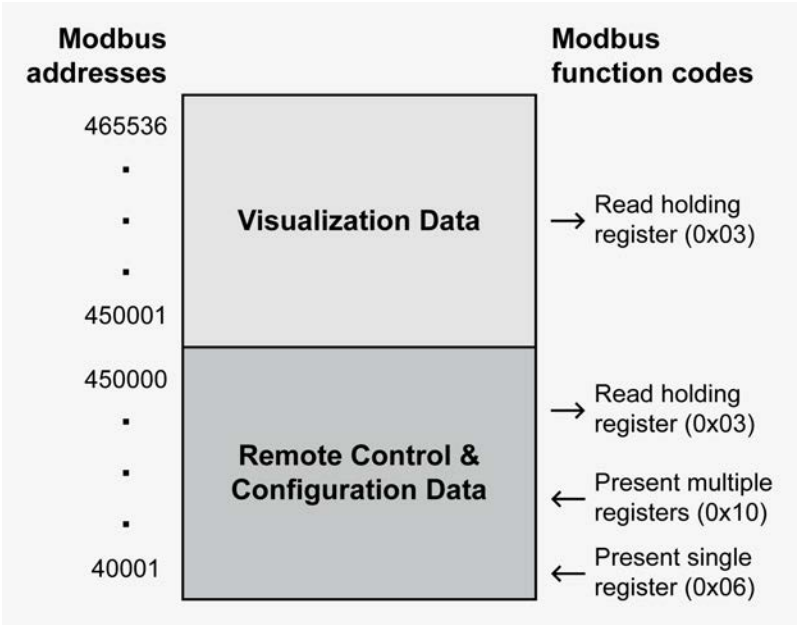 Modbus
addresses
Modbus
function codes
465536
450001
Visualization Data
Read holding
register (0x03)
450000
40001
Remote Control &
Configuration Data
Read holding
register (0x03)
Present multiple
registers (0x10)
Present single
register (0x06)